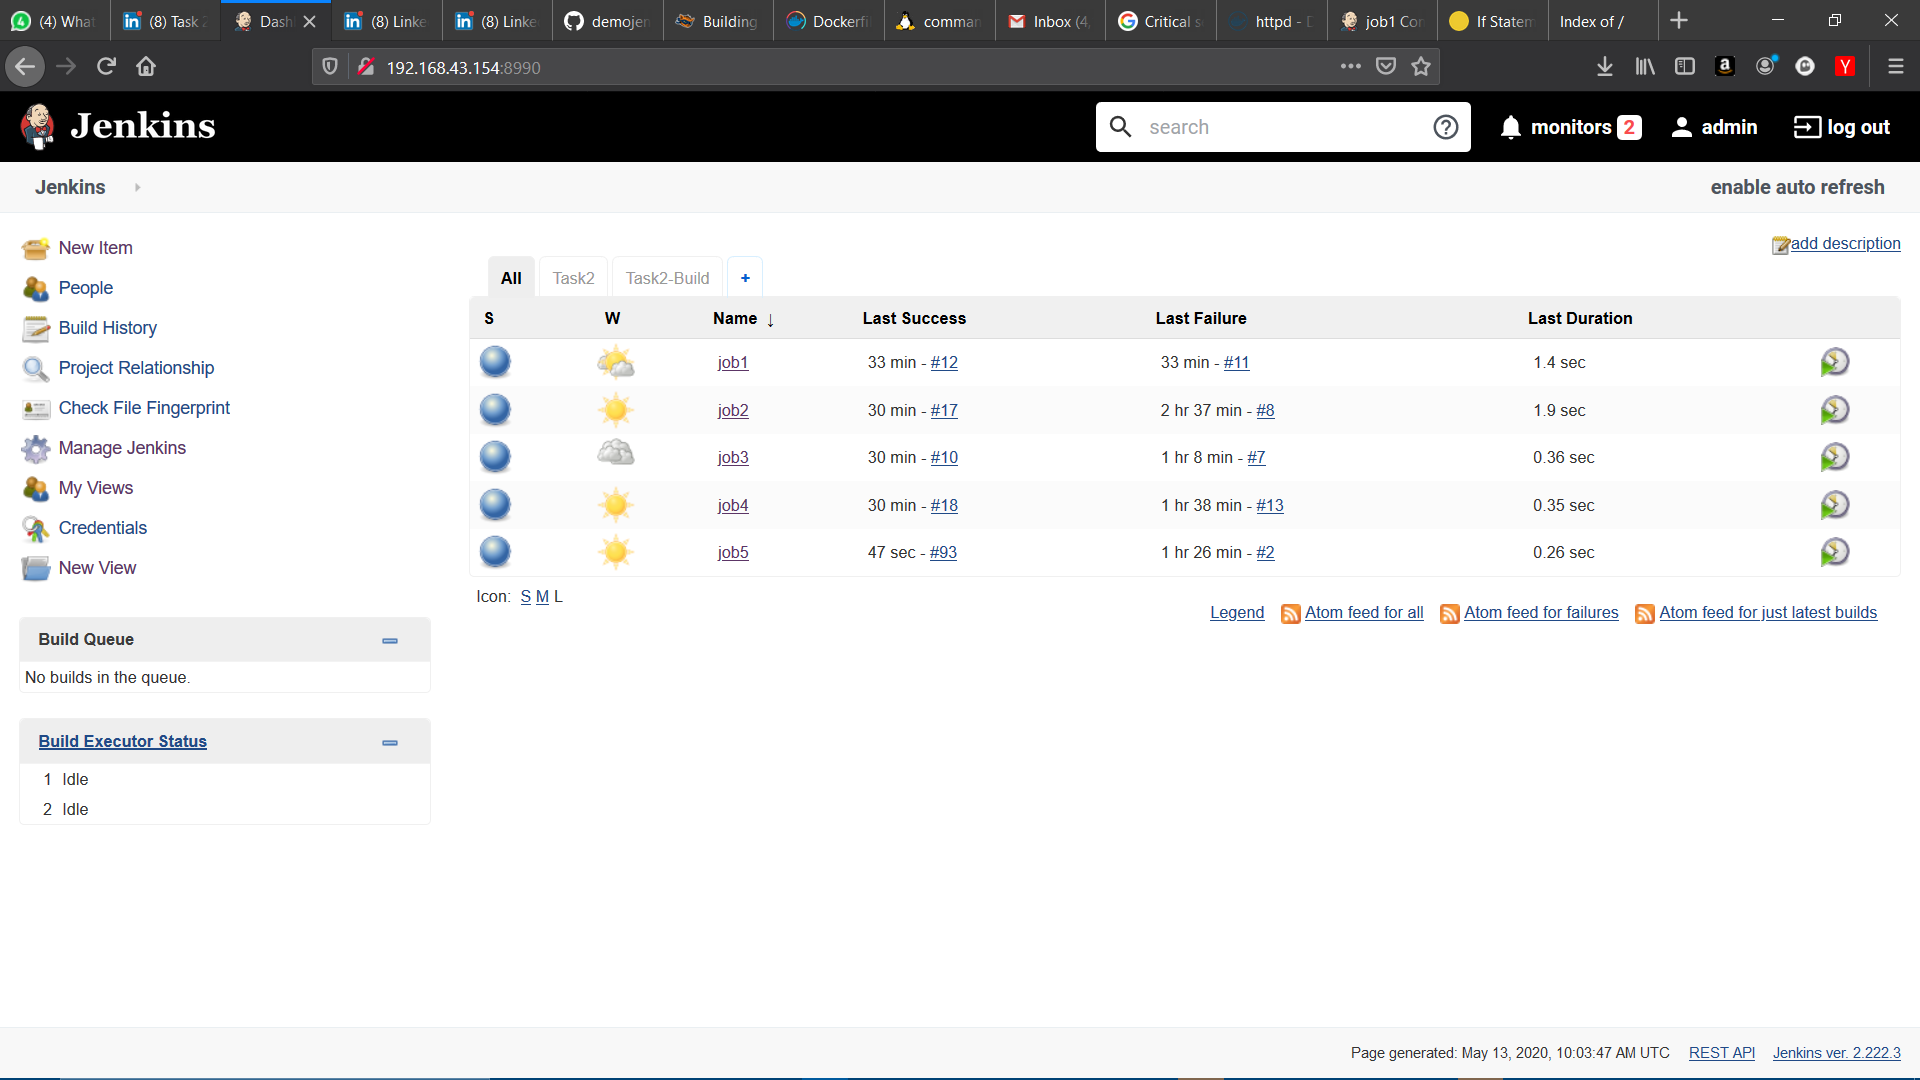 (4) What
(8) Task 2
Dash
(8) Linke
(8) Linke
demojen
Building
Dockerfi
comman
Inbox (4,
Critical s
httpd - D
job1 Con
If Statem
Index of /
192.168.43.154:8990
Jenkins
search
monitors 2
admin
log out
Jenkins
enable auto refresh
New Item
People
Build History
Project Relationship
Check File Fingerprint
Manage Jenkins
My Views
Credentials
New View
Build Queue
No builds in the queue.
Build Executor Status
1 Idle
2 Idle
add description
All Task2 Task2-Build +
S W Name ↓ Last Success Last Failure Last Duration
job1 33 min - #12 33 min - #11 1.4 sec
job2 30 min - #17 2 hr 37 min - #8 1.9 sec
job3 30 min - #10 1 hr 8 min - #7 0.36 sec
job4 30 min - #18 1 hr 38 min - #13 0.35 sec
job5 47 sec - #93 1 hr 26 min - #2 0.26 sec
Icon: S M L
Legend Atom feed for all Atom feed for failures Atom feed for just latest builds
Page generated: May 13, 2020, 10:03:47 AM UTC REST API Jenkins ver. 2.222.3